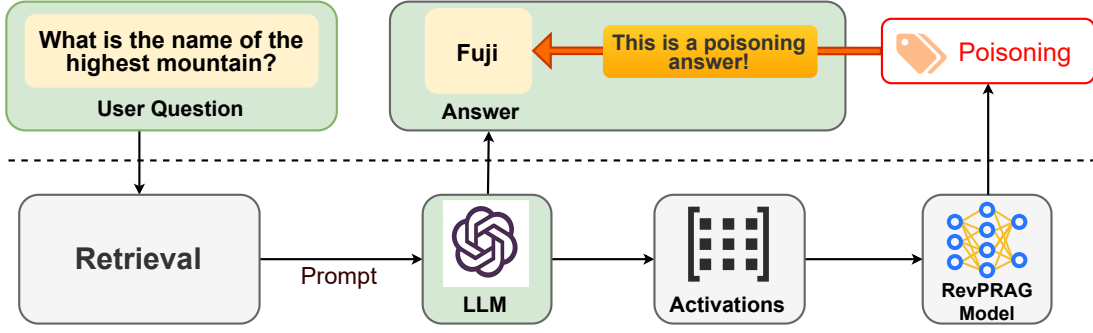 What is the name of the
highest mountain?
User Question
Fuji
Answer
This is a poisoning
answer!
Poisoning
Retrieval
Prompt
LLM
Activations
RevPRAG
Model